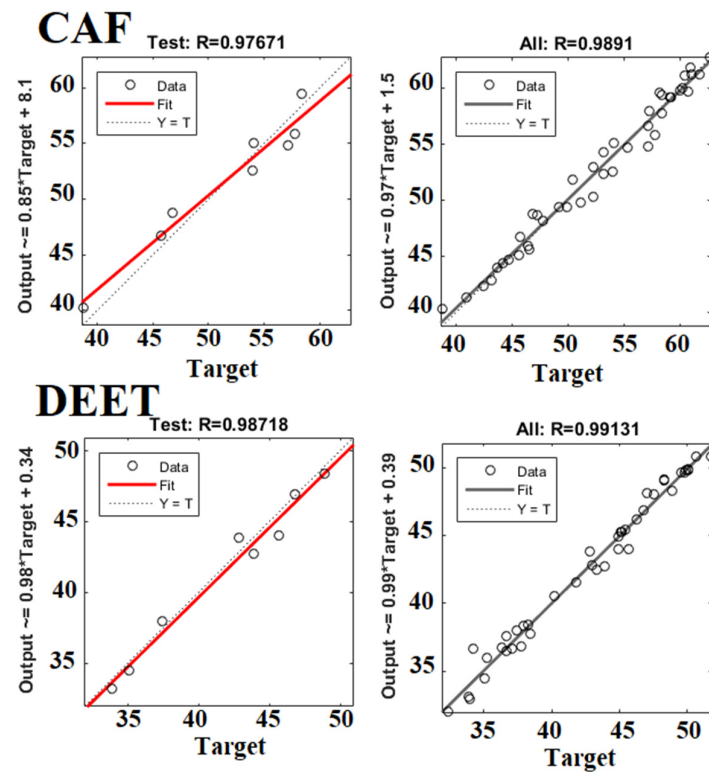 CAF
Test: R=0.97671
Output ~= 0.85*Target + 8.1
60
55
50
45
40
Data
Fit
Y = T
40
50
60
Target
All: R=0.9891
Output ~= 0.97*Target + 1.5
60
55
50
45
40
Data
Fit
Y = T
40
45
50
55
60
Target
DEET
Test: R=0.98718
Output ~= 0.98*Target + 0.34
50
45
40
35
Data
Fit
Y = T
35
40
45
50
Target
All: R=0.99131
Output ~= 0.99*Target + 0.39
50
45
40
35
Data
Fit
Y = T
35
40
45
50
Target